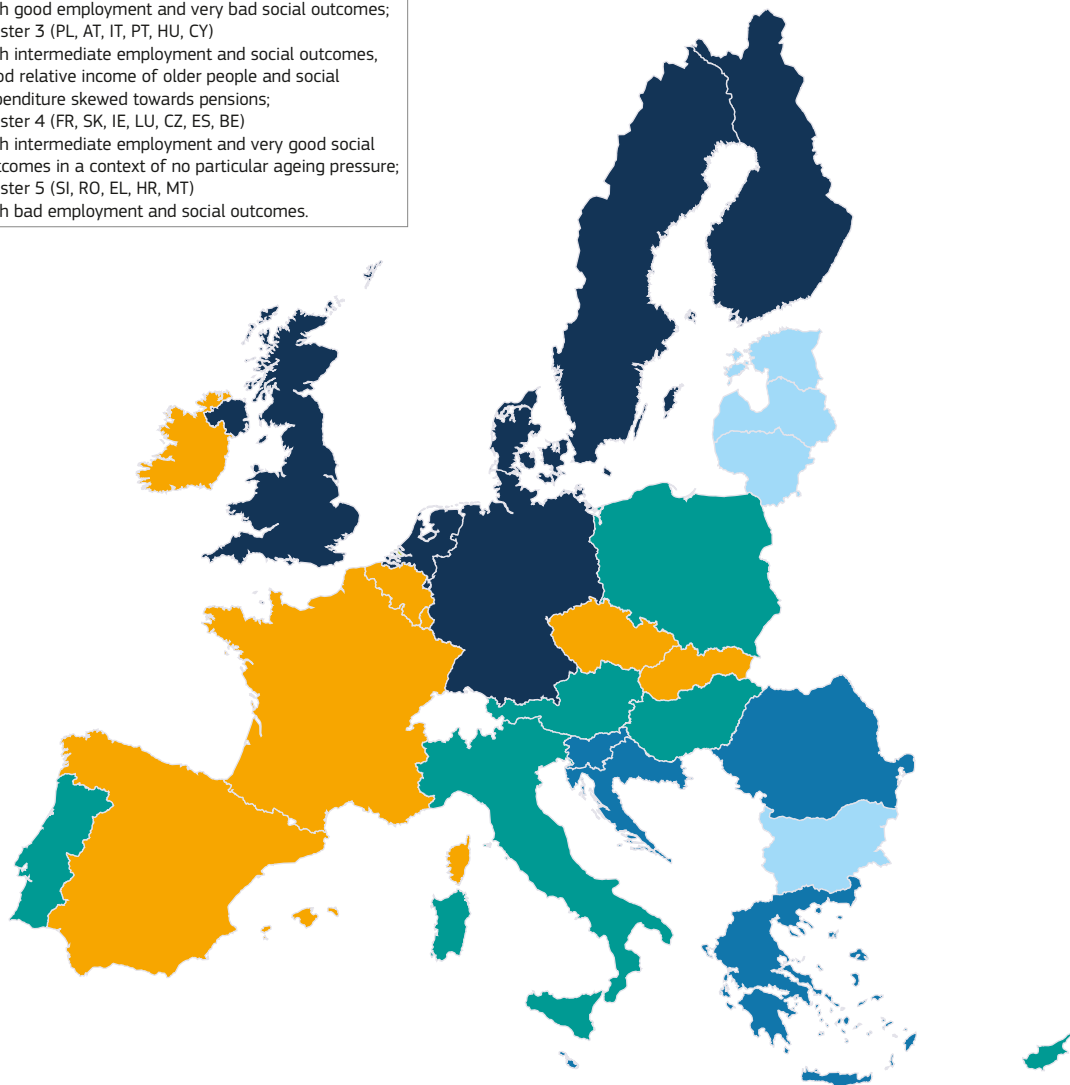 h good employment and very bad social outcomes;
ster 3 (PL, AT, IT, PT, HU, CY)
h intermediate employment and social outcomes,
od relative income of older people and social
penditure skewed towards pensions;
ster 4 (FR, SK, IE, LU, CZ, ES, BE)
h intermediate employment and very good social
tcomes in a context of no particular ageing pressure;
ster 5 (SI, RO, EL, HR, MT)
h bad employment and social outcomes.